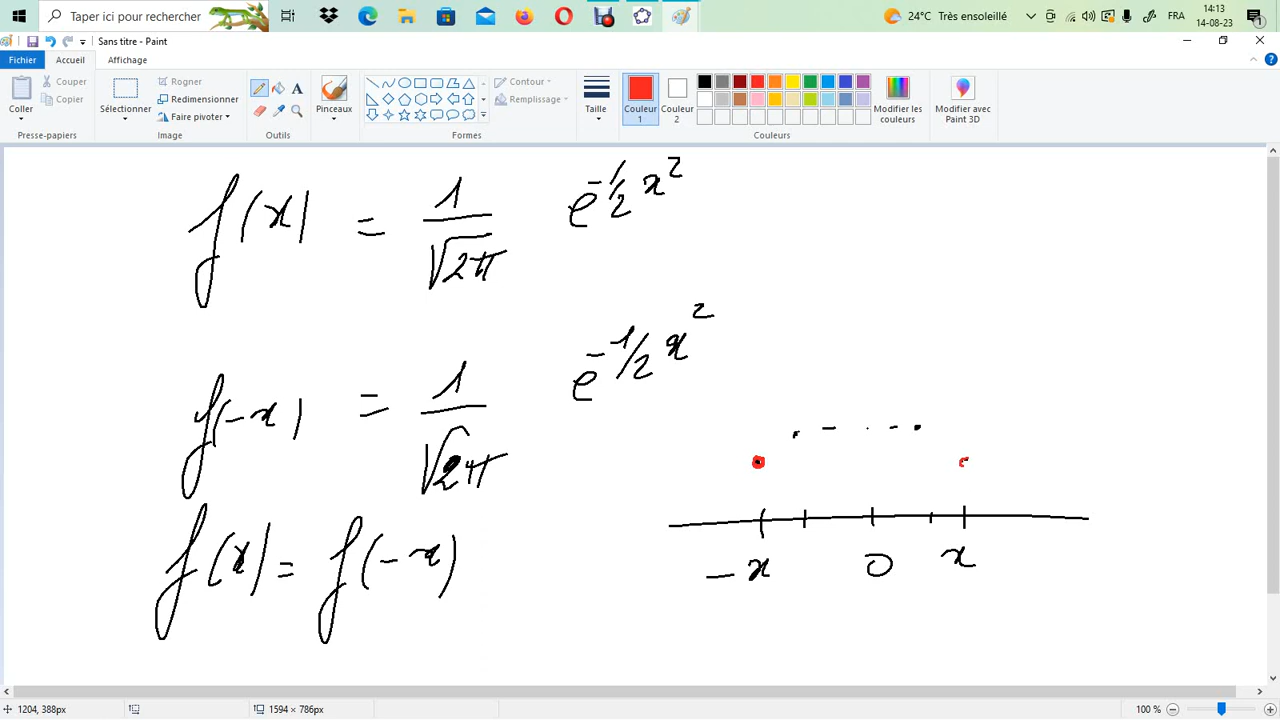 Taper pour rechercher
24°C Très ensoleillé
FRA
14:13
14-08-23
1
Sans titre - Paint
Fichier Accueil Affichage
Coller
Couper
Copier
Presse-papiers
Sélectionner
Rogner
Redimensionner
Faire pivoter
Image
A
Outils
Pinceaux
Contour
Remplissage
Formes
Taille
Couleur 1
Couleur 2
Modifier les couleurs
Couleurs
Modifier avec Paint 3D
f(x) = 1/√2π e^-1/2 x^2
f(-x) = 1/√2π e^-1/2 x^2
f(x) = f(-x)
-x 0 x
1204, 388px
1594 × 786px
100 %